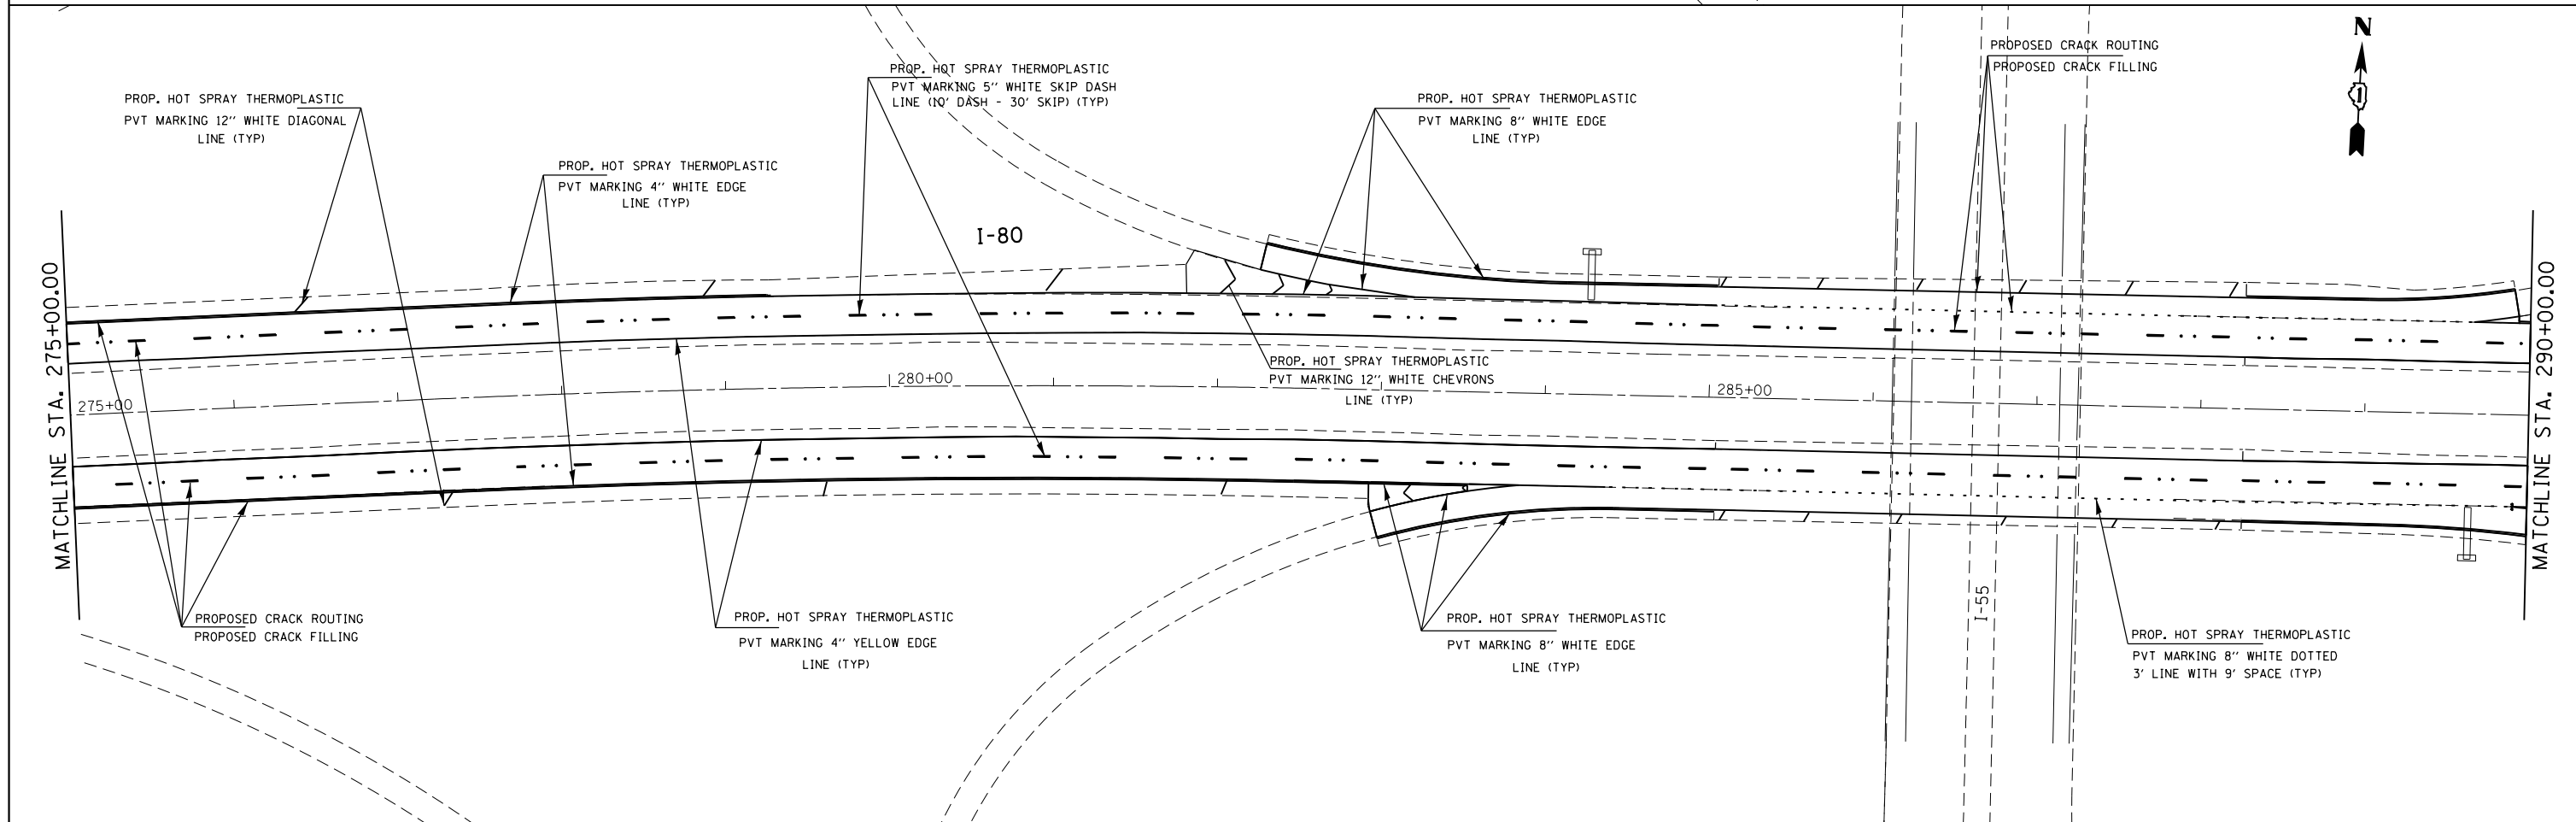 PROP. HOT SPRAY THERMOPLASTIC
PVT MARKING 12'' WHITE DIAGONAL
LINE (TYP)
PROP. HOT SPRAY THERMOPLASTIC
PVT MARKING 4'' WHITE EDGE
LINE (TYP)
PROP. HOT SPRAY THERMOPLASTIC
PVT MARKING 5'' WHITE SKIP DASH
LINE (10' DASH - 30' SKIP) (TYP)
PROP. HOT SPRAY THERMOPLASTIC
PVT MARKING 8'' WHITE EDGE
LINE (TYP)
PROPOSED CRACK ROUTING
PROPOSED CRACK FILLING
N
1
I-80
MATCHLINE STA. 275+00.00
275+00
280+00
PROP. HOT SPRAY THERMOPLASTIC
PVT MARKING 12'' WHITE CHEVRONS
LINE (TYP)
285+00
MATCHLINE STA. 290+00.00
PROPOSED CRACK ROUTING
PROPOSED CRACK FILLING
PROP. HOT SPRAY THERMOPLASTIC
PVT MARKING 4'' YELLOW EDGE
LINE (TYP)
PROP. HOT SPRAY THERMOPLASTIC
PVT MARKING 8'' WHITE EDGE
LINE (TYP)
I-55
PROP. HOT SPRAY THERMOPLASTIC
PVT MARKING 8'' WHITE DOTTED
3' LINE WITH 9' SPACE (TYP)